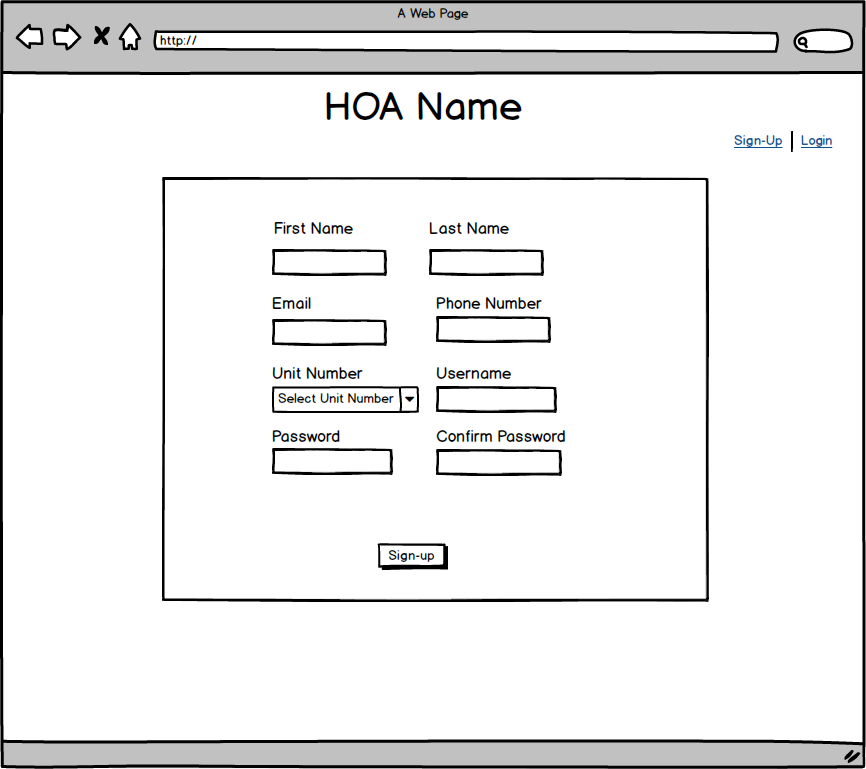 A Web Page
http://
HOA Name
Sign-Up Login
First Name Last Name
Email Phone Number
Unit Number Username
Select Unit Number
Password Confirm Password
Sign-up